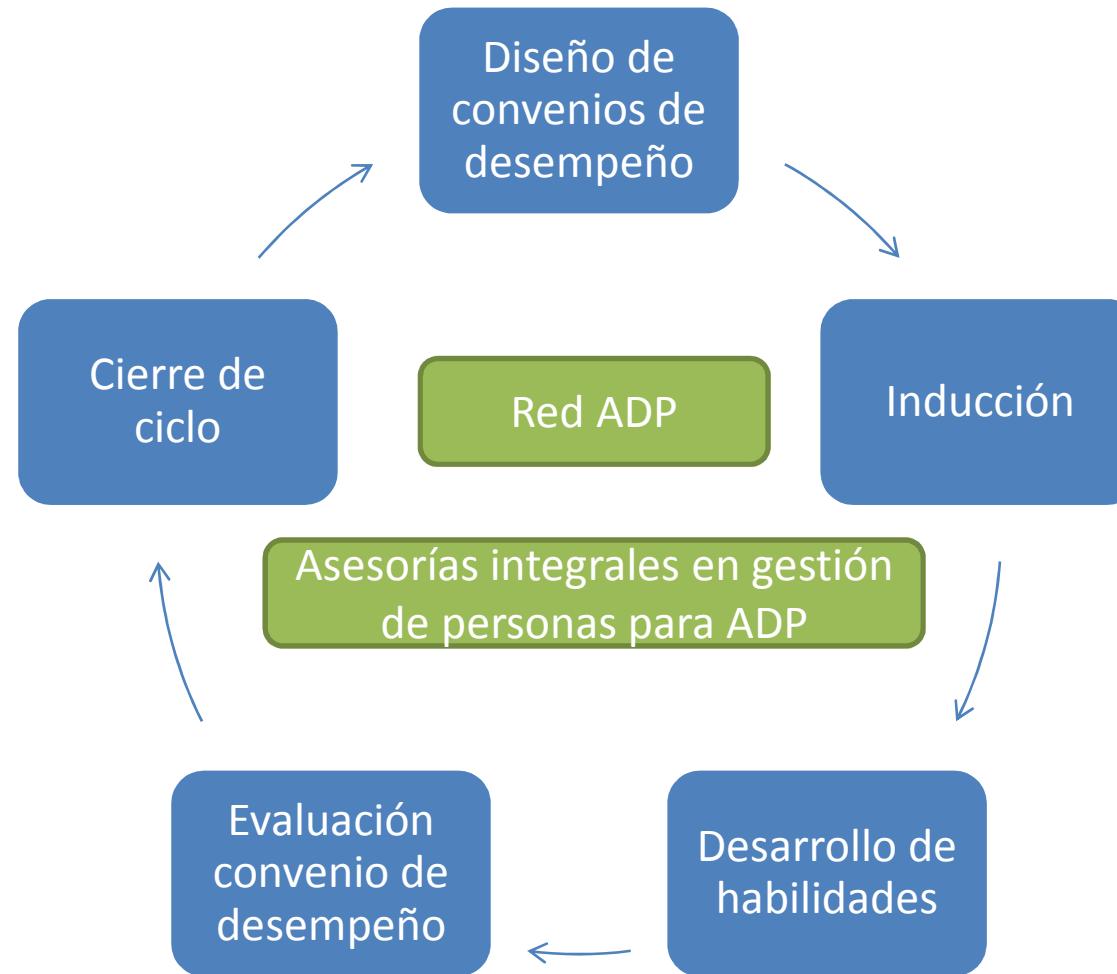 Diseño de
convenios de
desempeño
Cierre de
ciclo
Red ADP
Inducción
Asesorías integrales en gestión
de personas para ADP
Evaluación
convenio de
desempeño
Desarrollo de
habilidades